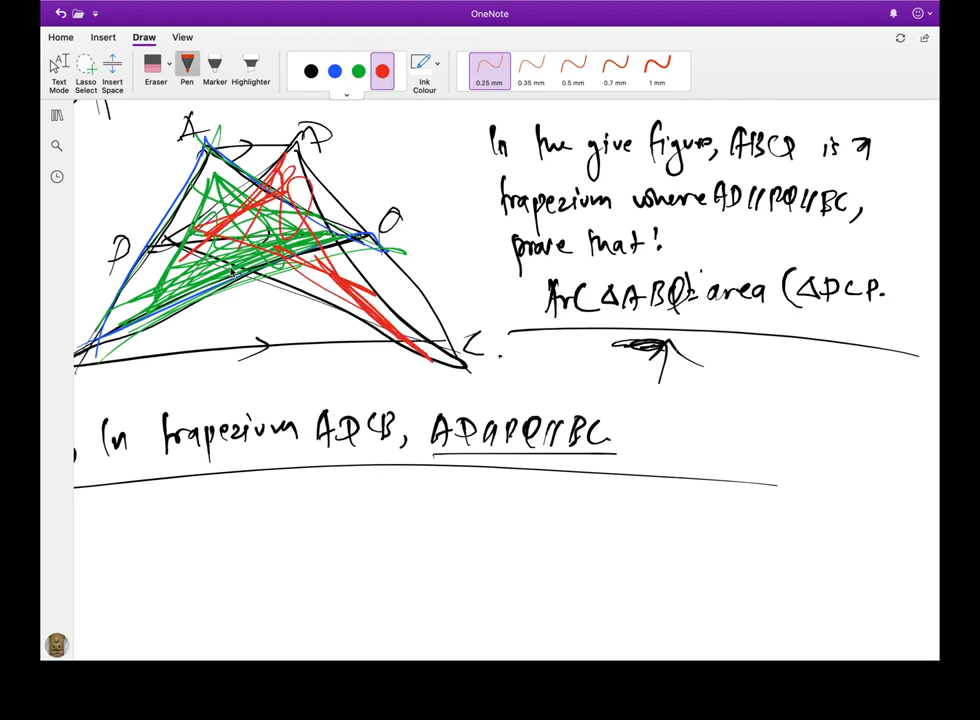 OneNote
Home Insert Draw View
Text Mode
Lasso Select
Insert Space
Eraser
Pen
Marker
Highlighter
Ink Colour
0.25 mm 0.35 mm 0.5 mm 0.7 mm 1 mm
A D
P Q
C.
In the give figure, ABCD is a
trapezium where AD//PQ//BC,
prove that:
Ar( △ABQ) = area (△DCP.
In trapezium ADCB, AD//PQ//BC.